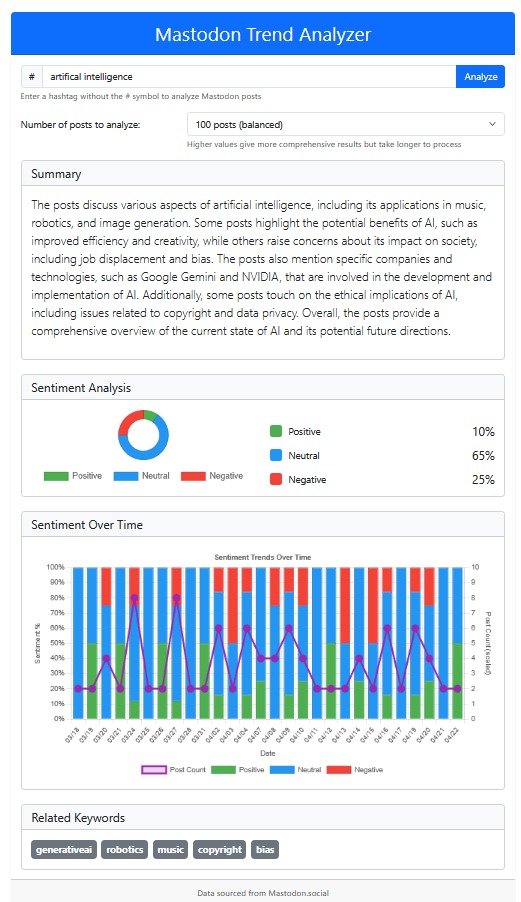 Mastodon Trend Analyzer
# artifical intelligence Analyze
Enter a hashtag without the # symbol to analyze Mastodon posts
Number of posts to analyze: 100 posts (balanced)
Higher values give more comprehensive results but take longer to process
Summary
The posts discuss various aspects of artificial intelligence, including its applications in music,
robotics, and image generation. Some posts highlight the potential benefits of AI, such as
improved efficiency and creativity, while others raise concerns about its impact on society,
including job displacement and bias. The posts also mention specific companies and
technologies, such as Google Gemini and NVIDIA, that are involved in the development and
implementation of AI. Additionally, some posts touch on the ethical implications of AI,
including issues related to copyright and data privacy. Overall, the posts provide a
comprehensive overview of the current state of AI and its potential future directions.
Sentiment Analysis
Positive Neutral Negative
Positive 10%
Neutral 65%
Negative 25%
Sentiment Over Time
Sentiment Trends Over Time
100% 10
90% 9
80% 8
70% 7
60% 6
50% 5
40% 4
30% 3
20% 2
10% 1
0% 0
Sentiment %
Post Count (scaled)
03/18 03/19 03/20 03/21 03/24 03/25 03/26 03/27 03/28 03/31 04/02 04/03 04/04 04/07 04/08 04/09 04/10 04/11 04/12 04/13 04/14 04/15 04/16 04/17 04/19 04/20 04/21 04/22
Date
Post Count Positive Neutral Negative
Related Keywords
generativeai robotics music copyright bias
Data sourced from Mastodon.social